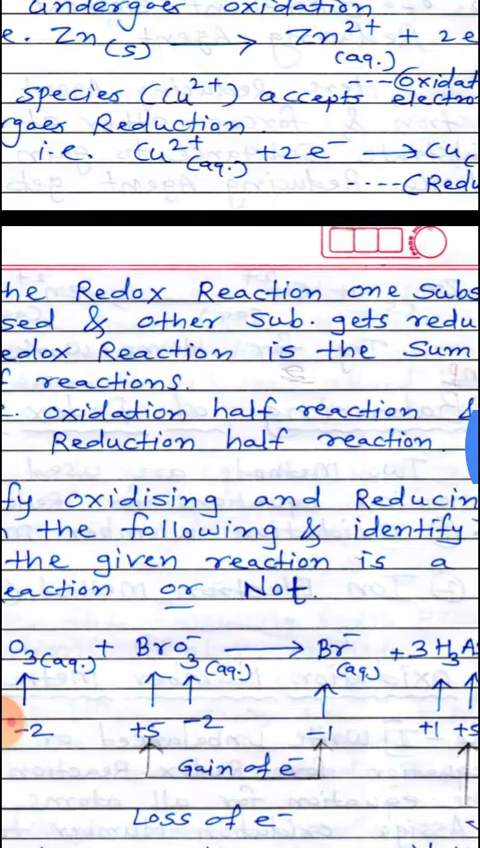 undergoes oxidation
e. Zn(s) → Zn²⁺(aq.) + 2e
---(Oxidat
species (Cu²⁺) accepts electro
rgoes Reduction.
i.e. Cu²⁺(aq.) +2e⁻ → Cu(
----(Redu
he Redox Reaction one Subs
sed & other Sub. gets redu
edox Reaction is the Sum
f reactions.
. oxidation half reaction &
Reduction half reaction.
fy oxidising and Reducin
n the following & identify
the given reaction is a
eaction or Not.
O₃(aq.) + BrO₃⁻(aq.) → Br⁻(aq.) + 3H₃A
-2 +5 -2 -1 +1 +5
Gain of e⁻
Loss of e-